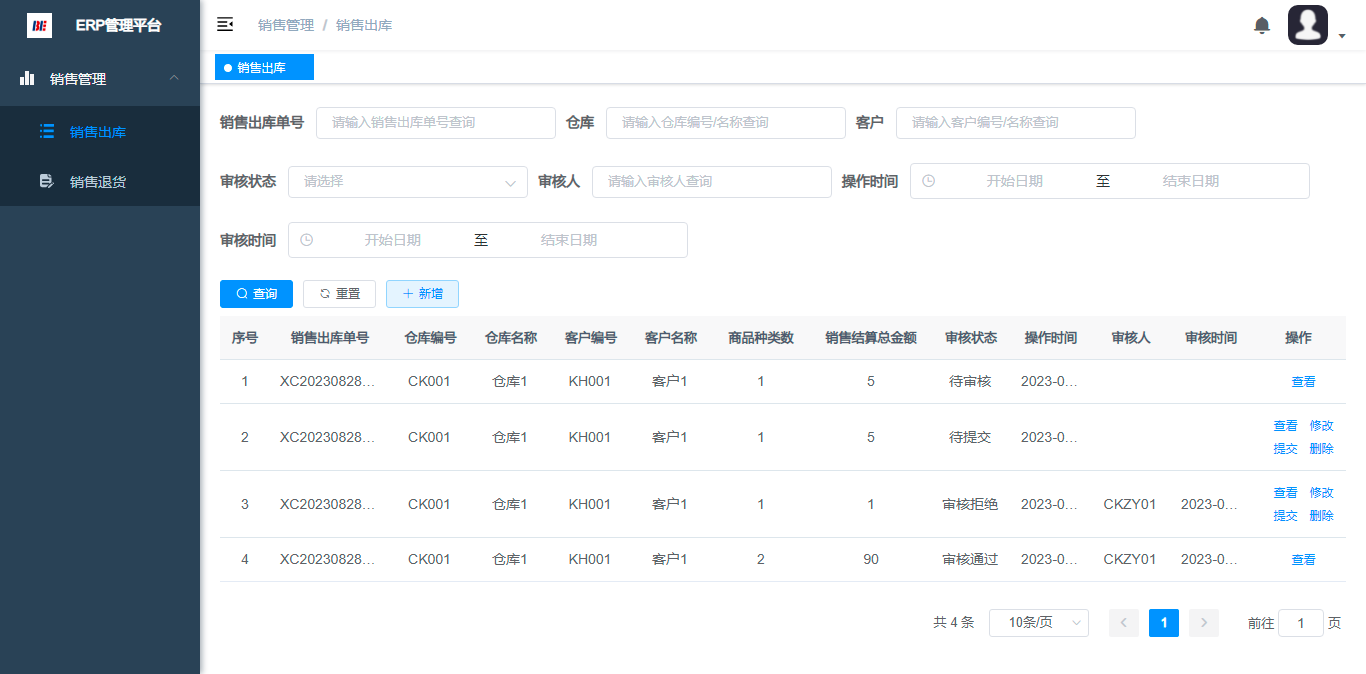 ERP管理平台
销售管理
销售出库
销售退货
销售管理 / 销售出库
销售出库
销售出库单号 请输入销售出库单号查询 仓库 请输入仓库编号/名称查询 客户 请输入客户编号/名称查询
审核状态 请选择 审核人 请输入审核人查询 操作时间 开始日期 至 结束日期
审核时间 开始日期 至 结束日期
查询 重置 新增
序号 销售出库单号 仓库编号 仓库名称 客户编号 客户名称 商品种类数 销售结算总金额 审核状态 操作时间 审核人 审核时间 操作
1 XC20230828... CK001 仓库1 KH001 客户1 1 5 待审核 2023-0... 查看
2 XC20230828... CK001 仓库1 KH001 客户1 1 5 待提交 2023-0... 查看 修改
提交 删除
3 XC20230828... CK001 仓库1 KH001 客户1 1 1 审核拒绝 2023-0... CKZY01 2023-0... 查看 修改
提交 删除
4 XC20230828... CK001 仓库1 KH001 客户1 2 90 审核通过 2023-0... CKZY01 2023-0... 查看
共 4 条 10条/页 1 前往 1 页